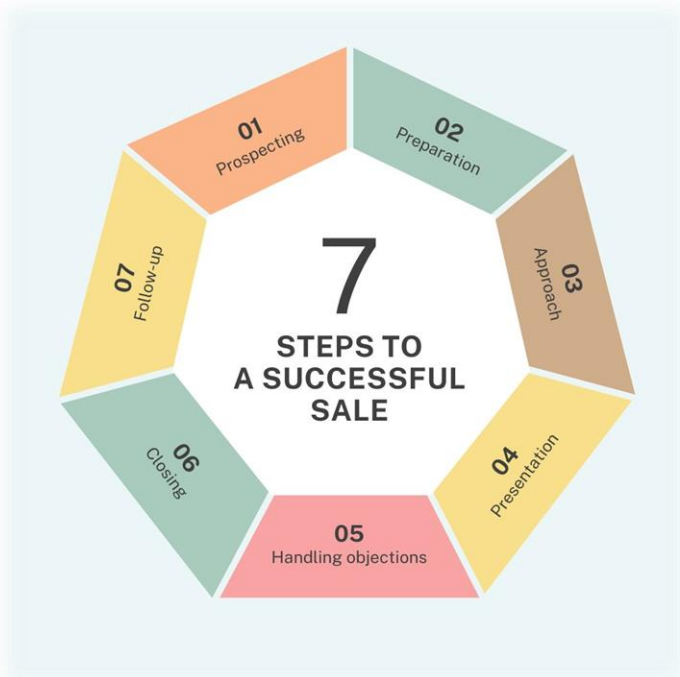 7
STEPS TO
A SUCCESSFUL
SALE
01
Prospecting
02
Preparation
03
Approach
04
Presentation
05
Handling objections
06
Closing
07
Follow-up